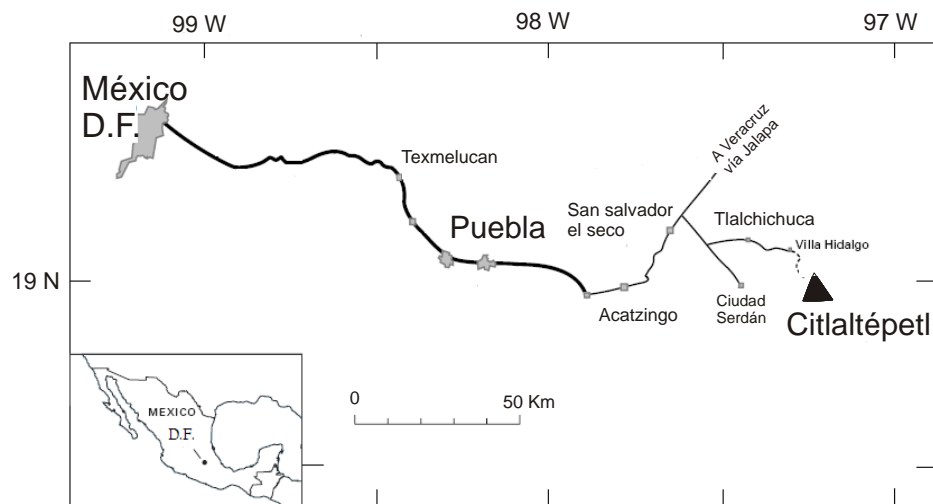 99 W
98 W
97 W
México
D.F.
Texmelucan
A Veracruz
vía Jalapa
San salvador
el seco
Tlalchichuca
Puebla
Villa Hidalgo
19 N
Acatzingo
Ciudad
Serdán
Citlaltépetl
MEXICO
D.F.
0
50 Km